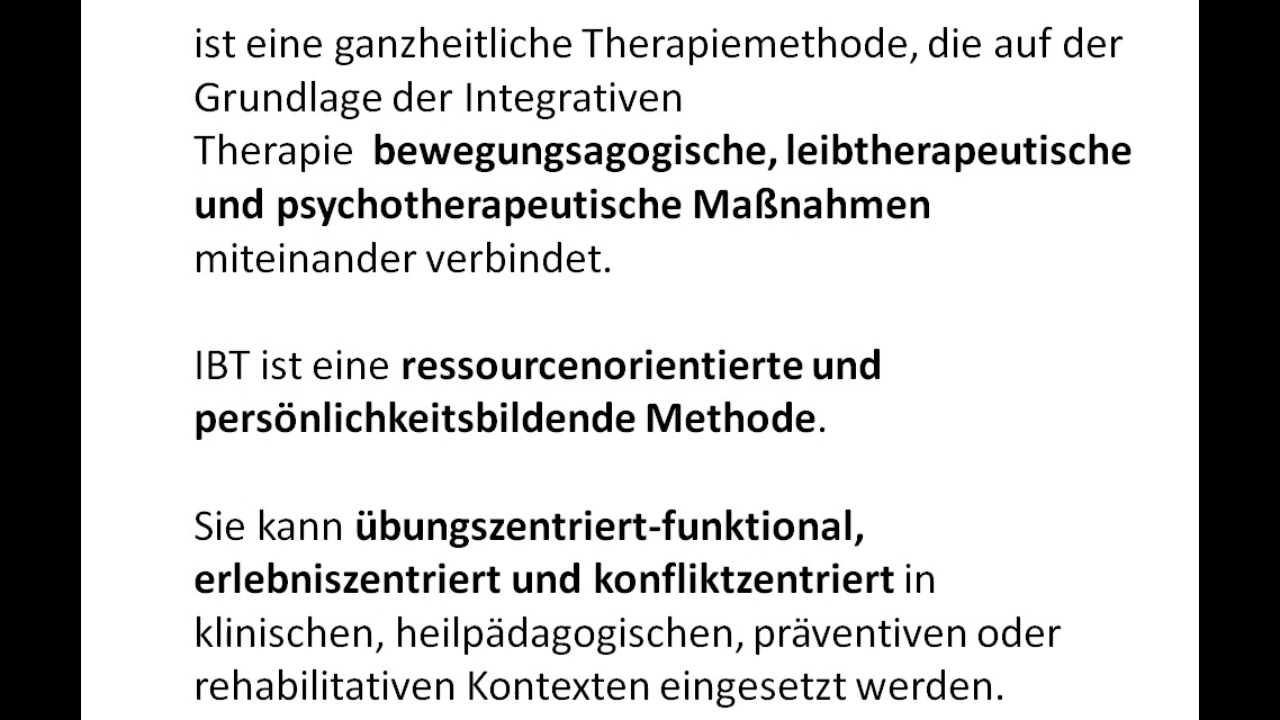 ist eine ganzheitliche Therapiemethode, die auf der
Grundlage der Integrativen
Therapie bewegungsagogische, leibtherapeutische
und psychotherapeutische Maßnahmen
miteinander verbindet.
IBT ist eine ressourcenorientierte und
persönlichkeitsbildende Methode.
Sie kann übungszentriert-funktional,
erlebniszentriert und konfliktzentriert in
klinischen, heilpädagogischen, präventiven oder
rehabilitativen Kontexten eingesetzt werden.